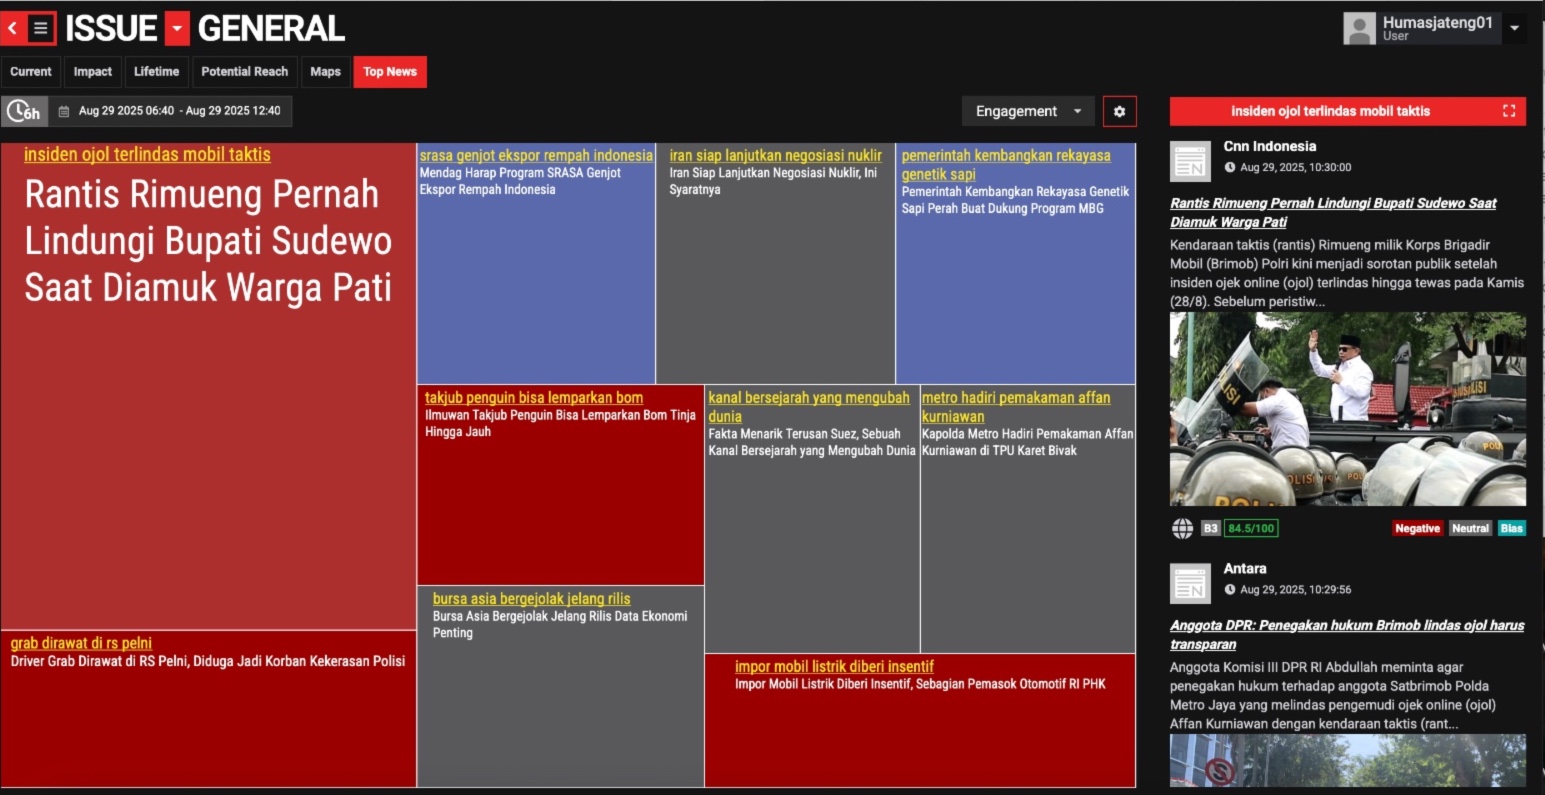 ISSUE GENERAL
Humasjateng01
User
Current Impact Lifetime Potential Reach Maps Top News
6h Aug 29 2025 06:40 - Aug 29 2025 12:40
Engagement
insiden ojol terlindas mobil taktis
Rantis Rimueng Pernah
Lindungi Bupati Sudewo
Saat Diamuk Warga Pati
srasa genjot ekspor rempah indonesia
Mendag Harap Program SRASA Genjot
Ekspor Rempah Indonesia
iran siap lanjutkan negosiasi nuklir
Iran Siap Lanjutkan Negosiasi Nuklir, Ini
Syaratnya
pemerintah kembangkan rekayasa
genetik sapi
Pemerintah Kembangkan Rekayasa Genetik
Sapi Perah Buat Dukung Program MBG
takjub penguin bisa lemparkan bom
Ilmuwan Takjub Penguin Bisa Lemparkan Bom Tinja
Hingga Jauh
kanal bersejarah yang mengubah
dunia
Fakta Menarik Terusan Suez, Sebuah
Kanal Bersejarah yang Mengubah Dunia
metro hadiri pemakaman affan
kurniawan
Kapolda Metro Hadiri Pemakaman Affan
Kurniawan di TPU Karet Bivak
bursa asia bergejolak jelang rilis
Bursa Asia Bergejolak Jelang Rilis Data Ekonomi
Penting
grab dirawat di rs pelni
Driver Grab Dirawat di RS Pelni, Diduga Jadi Korban Kekerasan Polisi
impor mobil listrik diberi insentif
Impor Mobil Listrik Diberi Insentif, Sebagian Pemasok Otomotif RI PHK
insiden ojol terlindas mobil taktis
Cnn Indonesia
Aug 29, 2025, 10:30:00
Rantis Rimueng Pernah Lindungi Bupati Sudewo Saat
Diamuk Warga Pati
Kendaraan taktis (rantis) Rimueng milik Korps Brigadir
Mobil (Brimob) Polri kini menjadi sorotan publik setelah
insiden ojek online (ojol) terlindas hingga tewas pada Kamis
(28/8). Sebelum peristiw...
POLISI
B3 84.5/100 Negative Neutral Bias
Antara
Aug 29, 2025, 10:29:56
Anggota DPR: Penegakan hukum Brimob lindas ojol harus
transparan
Anggota Komisi III DPR RI Abdullah meminta agar
penegakan hukum terhadap anggota Satbrimob Polda
Metro Jaya yang melindas pengemudi ojek online (ojol)
Affan Kurniawan dengan kendaraan taktis (rant...